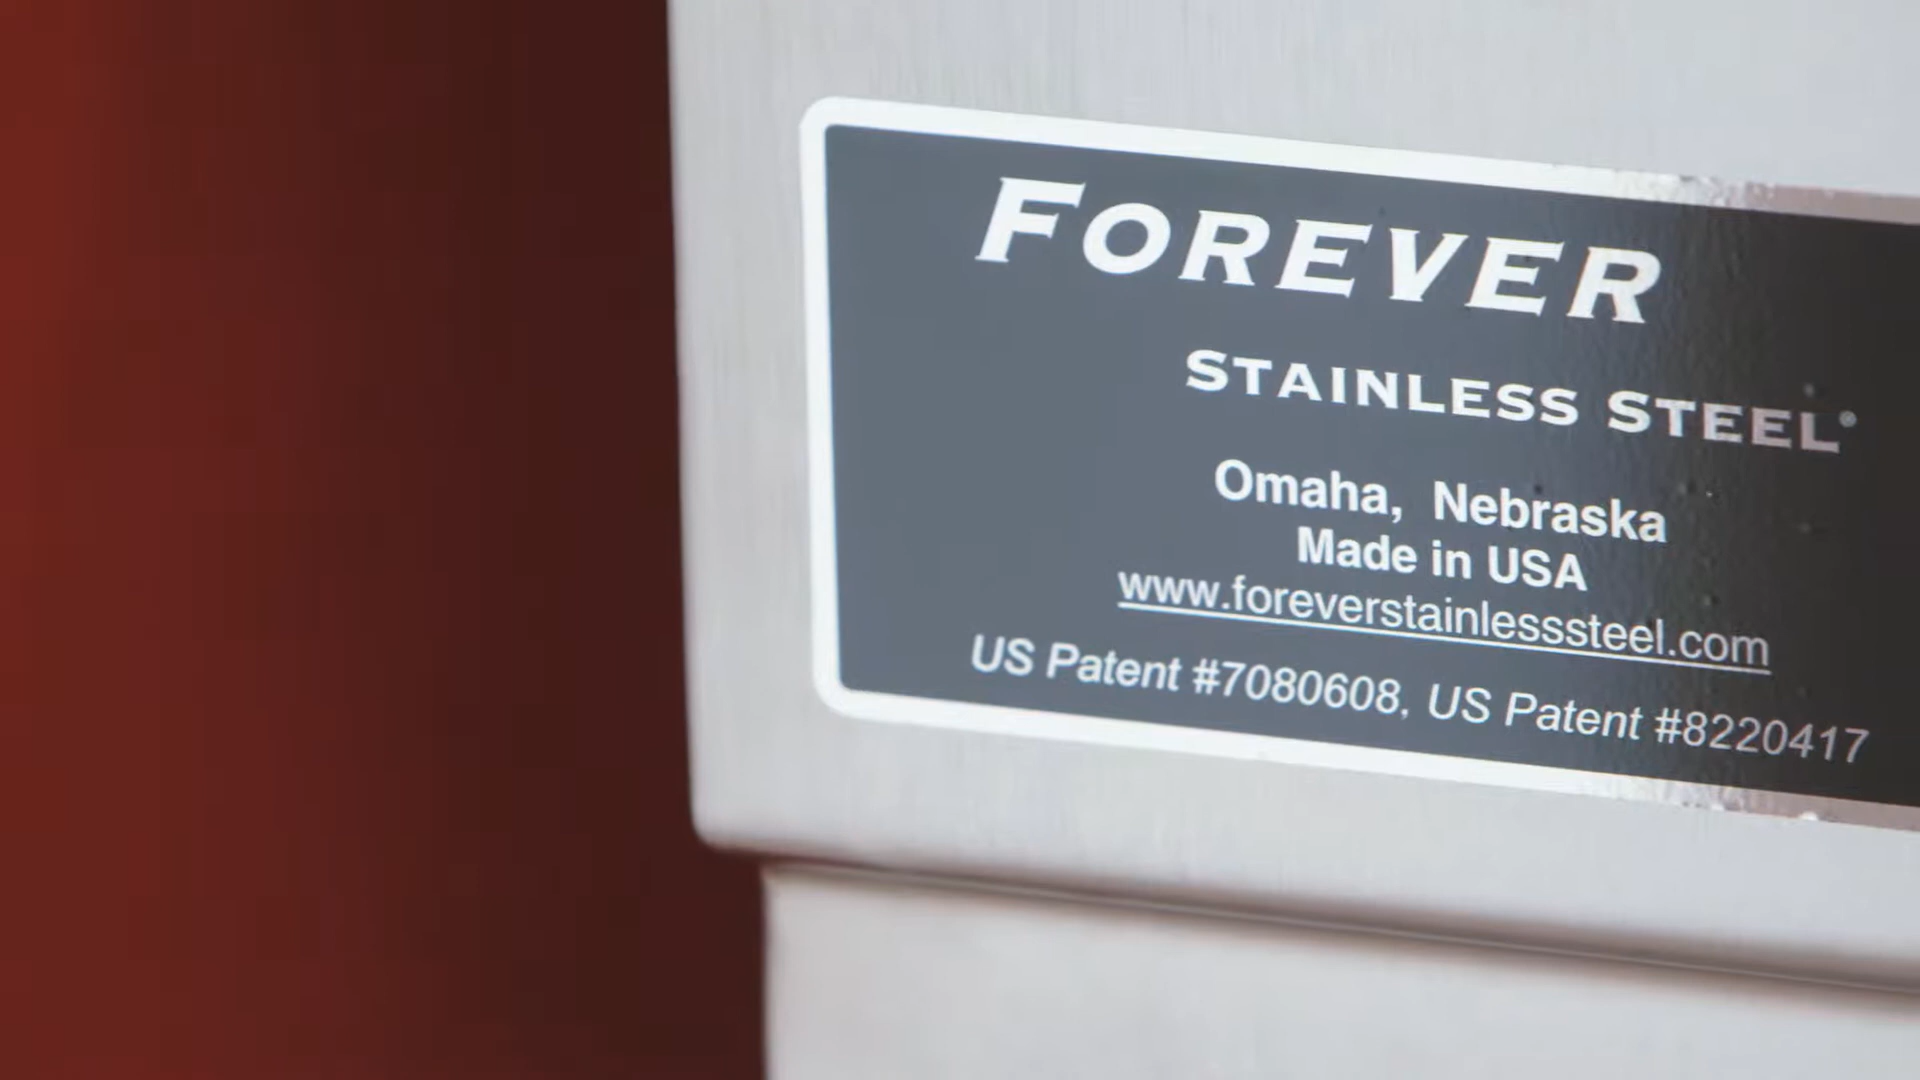 FOREVER
STAINLESS STEEL®
Omaha, Nebraska
Made in USA
www.foreverstainlesssteel.com
US Patent #7080608, US Patent #8220417